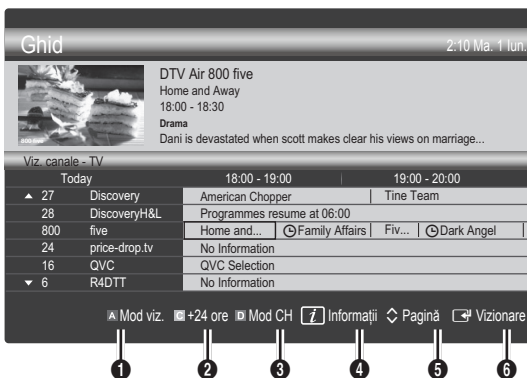 Ghid
2:10 Ma. 1 Iun.
DTV Air 800 five
Home and Away
18:00 - 18:30
Drama
Dani is devastated when scott makes clear his views on marriage...
800 five
Viz. canale - TV
Today 18:00 - 19:00 19:00 - 20:00
▲ 27 Discovery American Chopper Tine Team
28 DiscoveryH&L Programmes resume at 06:00
800 five Home and... Family Affairs Fiv... Dark Angel
24 price-drop.tv No Information
16 QVC QVC Selection
▼ 6 R4DTT No Information
A Mod viz. C +24 ore D Mod CH i Informaţii Pagină Vizionare
1 2 3 4 5 6